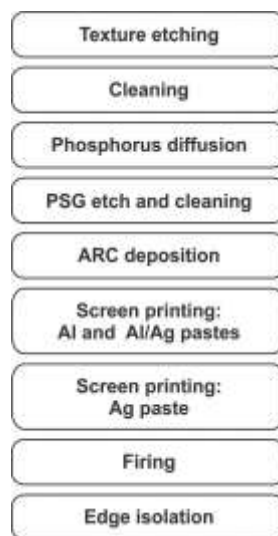 Texture etching
Cleaning
Phosphorus diffusion
PSG etch and cleaning
ARC deposition
Screen printing:
Al and Al/Ag pastes
Screen printing:
Ag paste
Firing
Edge isolation